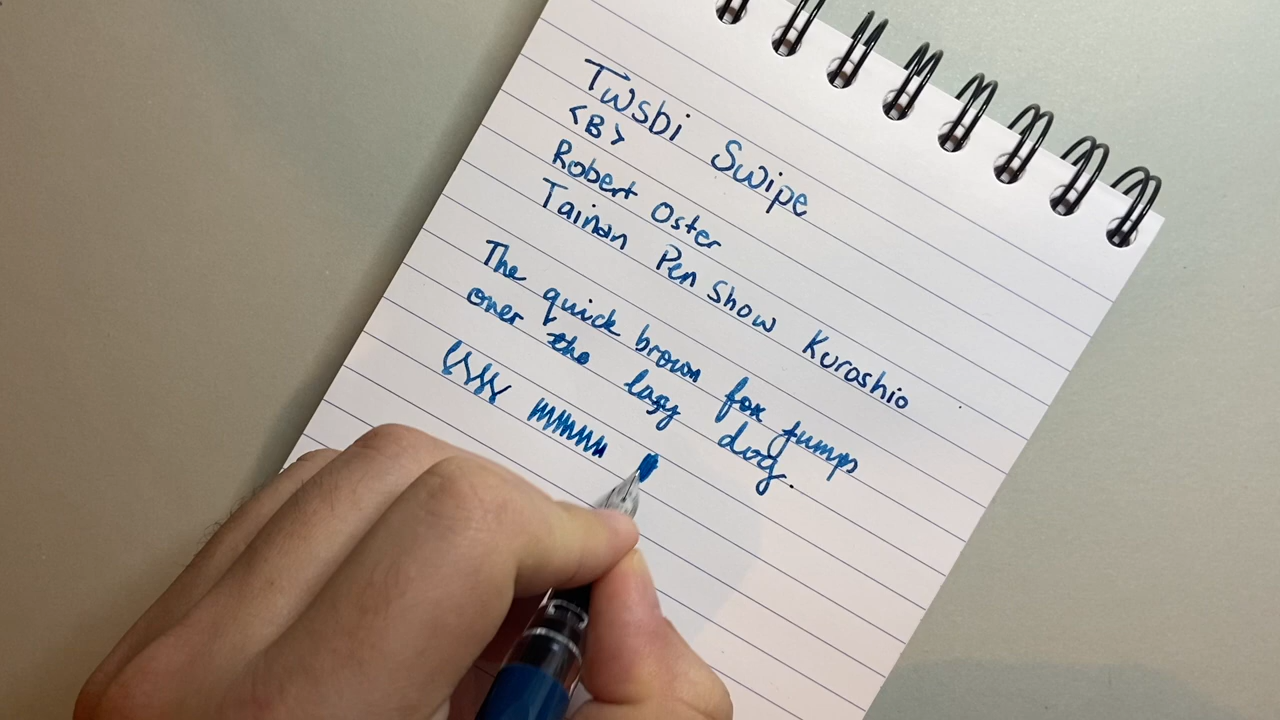 Twsbi Swipe
<B>
Robert Oster
Tainan Pen Show Kuroshio
The quick brown fox jumps
over the lazy dog.